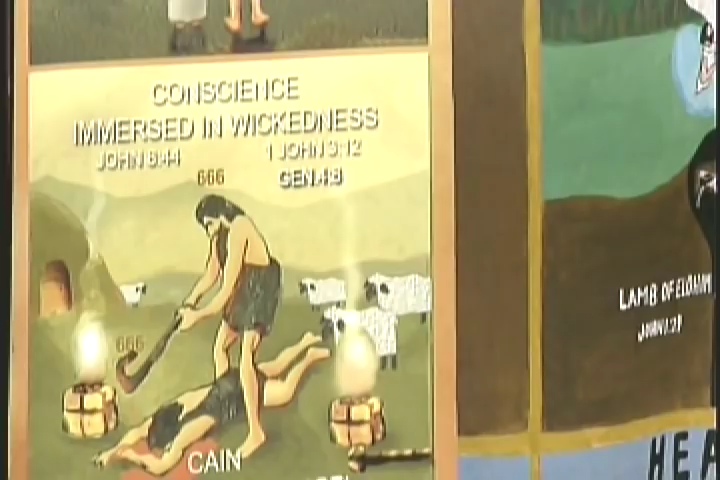 CONSCIENCE
IMMERSED IN WICKEDNESS
JOHN 8:44
1 JOHN 3:12
666
GEN.4:8
666
CAIN
LAMB OF ELOHIM
JOHN 1:29